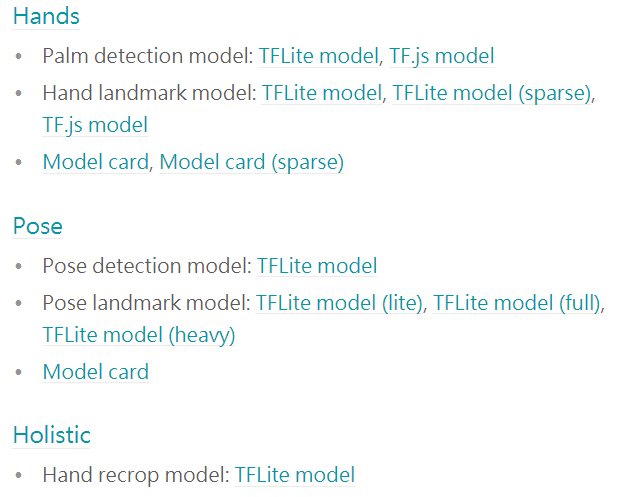 Hands
• Palm detection model: TFLite model, TF.js model
• Hand landmark model: TFLite model, TFLite model (sparse),
TF.js model
• Model card, Model card (sparse)
Pose
• Pose detection model: TFLite model
• Pose landmark model: TFLite model (lite), TFLite model (full),
TFLite model (heavy)
• Model card
Holistic
• Hand recrop model: TFLite model